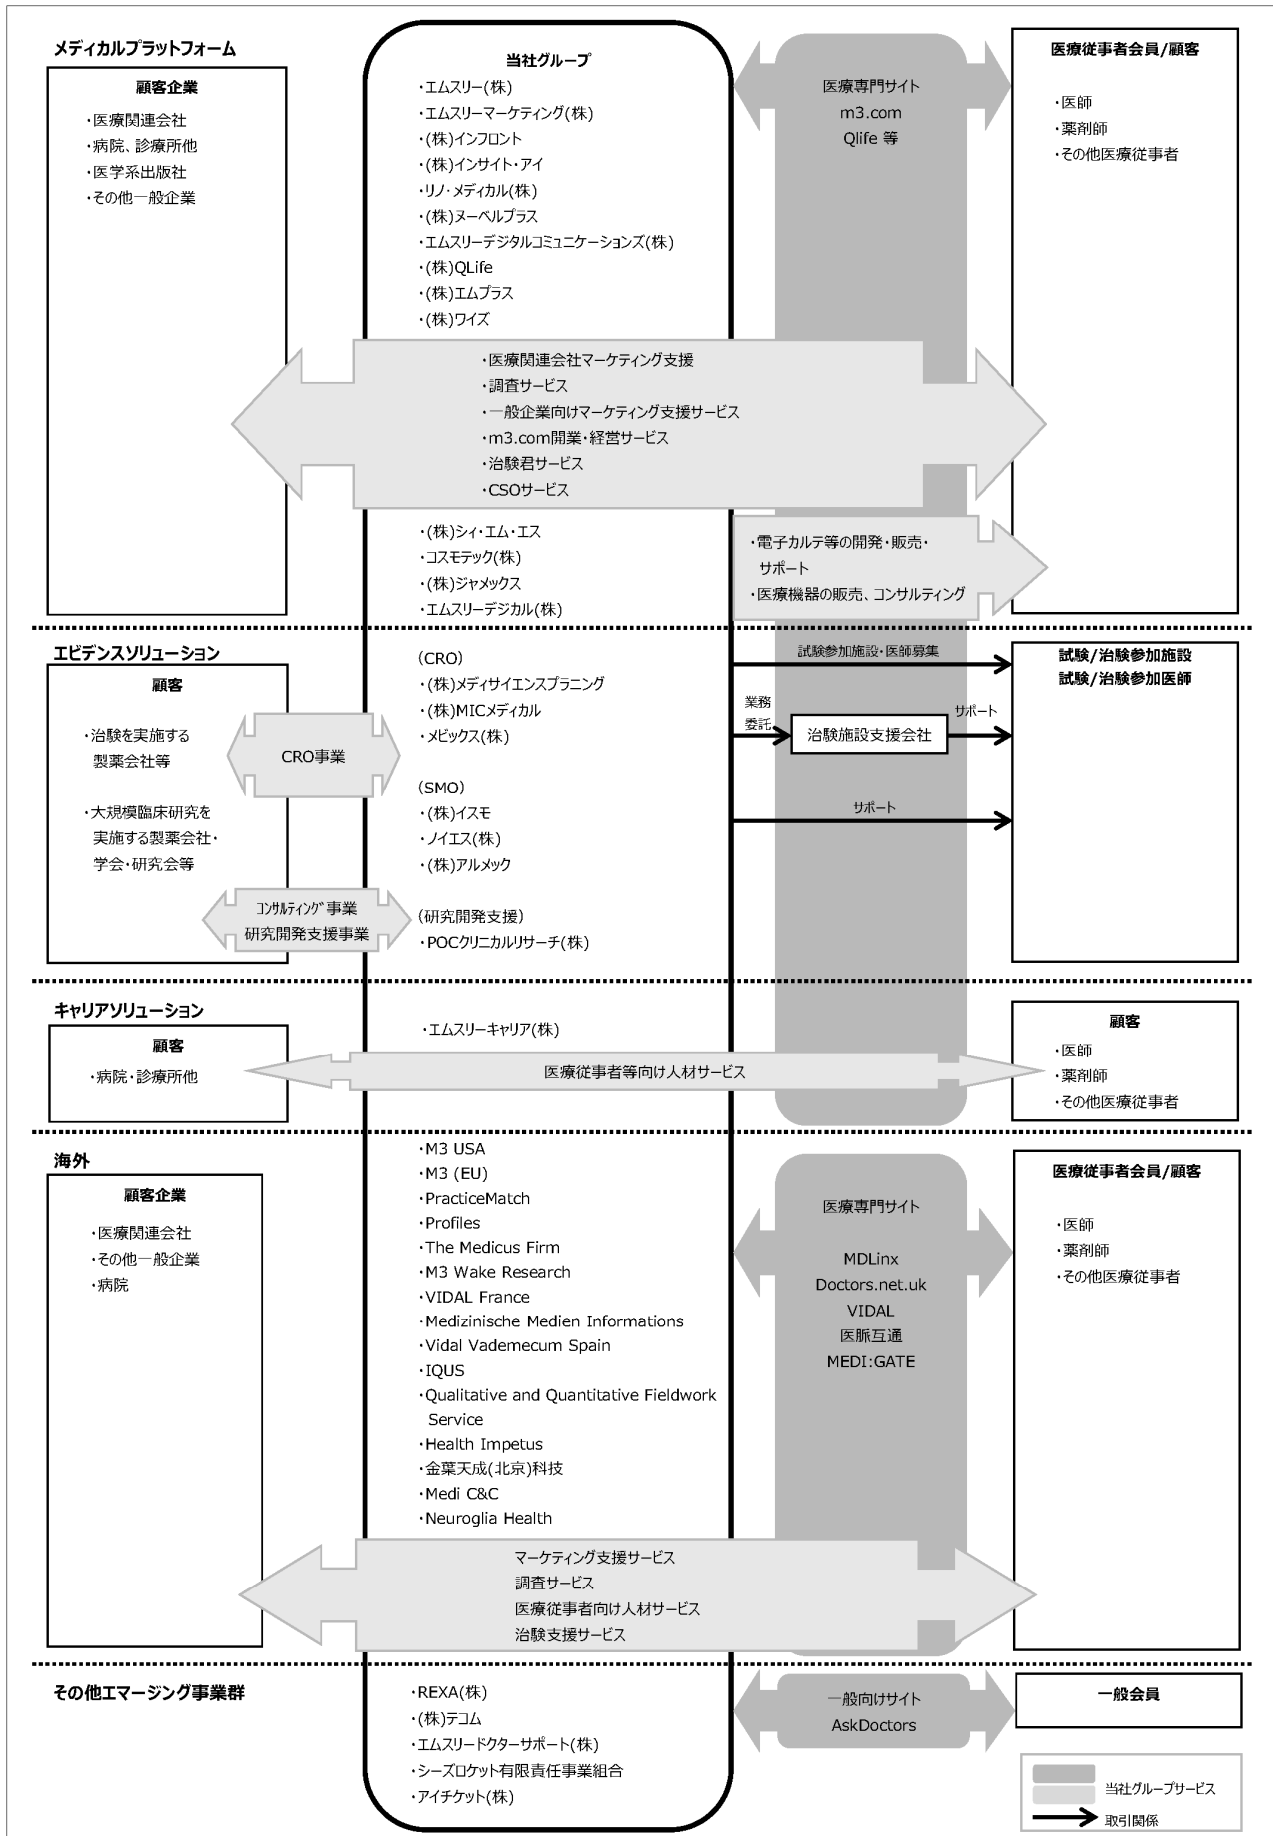 メディカルプラットフォーム
顧客企業
・医療関連会社
・病院、診療所他
・医学系出版社
・その他一般企業
当社グループ
・エムスリー(株)
・エムスリーマーケティング(株)
・(株)インフロント
・(株)インサイト・アイ
・リノ・メディカル(株)
・(株)ヌーベルプラス
・エムスリーデジタルコミュニケーションズ(株)
・(株)QLife
・(株)エムプラス
・(株)ワイズ
医療専門サイト
m3.com
Qlife 等
医療従事者会員/顧客
・医師
・薬剤師
・その他医療従事者
・医療関連会社マーケティング支援
・調査サービス
・一般企業向けマーケティング支援サービス
・m3.com開業・経営サービス
・治験君サービス
・CSOサービス
・(株)シィ・エム・エス
・コスモテック(株)
・(株)ジャメックス
・エムスリーデジカル(株)
・電子カルテ等の開発・販売・
サポート
・医療機器の販売、コンサルティング
エビデンスソリューション
顧客
・治験を実施する
製薬会社等
・大規模臨床研究を
実施する製薬会社・
学会・研究会等
CRO事業
コンサルティング事業
研究開発支援事業
(CRO)
・(株)メディサイエンスプラニング
・(株)MICメディカル
・メビックス(株)
(SMO)
・(株)イスモ
・ノイエス(株)
・(株)アルメック
(研究開発支援)
・POCクリニカルリサーチ(株)
試験参加施設・医師募集
業務
委託
治験施設支援会社
サポート
サポート
試験/治験参加施設
試験/治験参加医師
キャリアソリューション
顧客
・病院・診療所他
・エムスリーキャリア(株)
医療従事者等向け人材サービス
顧客
・医師
・薬剤師
・その他医療従事者
海外
顧客企業
・医療関連会社
・その他一般企業
・病院
・M3 USA
・M3 (EU)
・PracticeMatch
・Profiles
・The Medicus Firm
・M3 Wake Research
・VIDAL France
・Medizinische Medien Informations
・Vidal Vademecum Spain
・IQUS
・Qualitative and Quantitative Fieldwork
Service
・Health Impetus
・金葉天成(北京)科技
・Medi C&C
・Neuroglia Health
医療専門サイト
MDLinx
Doctors.net.uk
VIDAL
医脈互通
MEDI:GATE
医療従事者会員/顧客
・医師
・薬剤師
・その他医療従事者
マーケティング支援サービス
調査サービス
医療従事者向け人材サービス
治験支援サービス
その他エマージング事業群
・REXA(株)
・(株)テコム
・エムスリードクターサポート(株)
・シーズロケット有限責任事業組合
・アイチケット(株)
一般向けサイト
AskDoctors
一般会員
当社グループサービス
取引関係